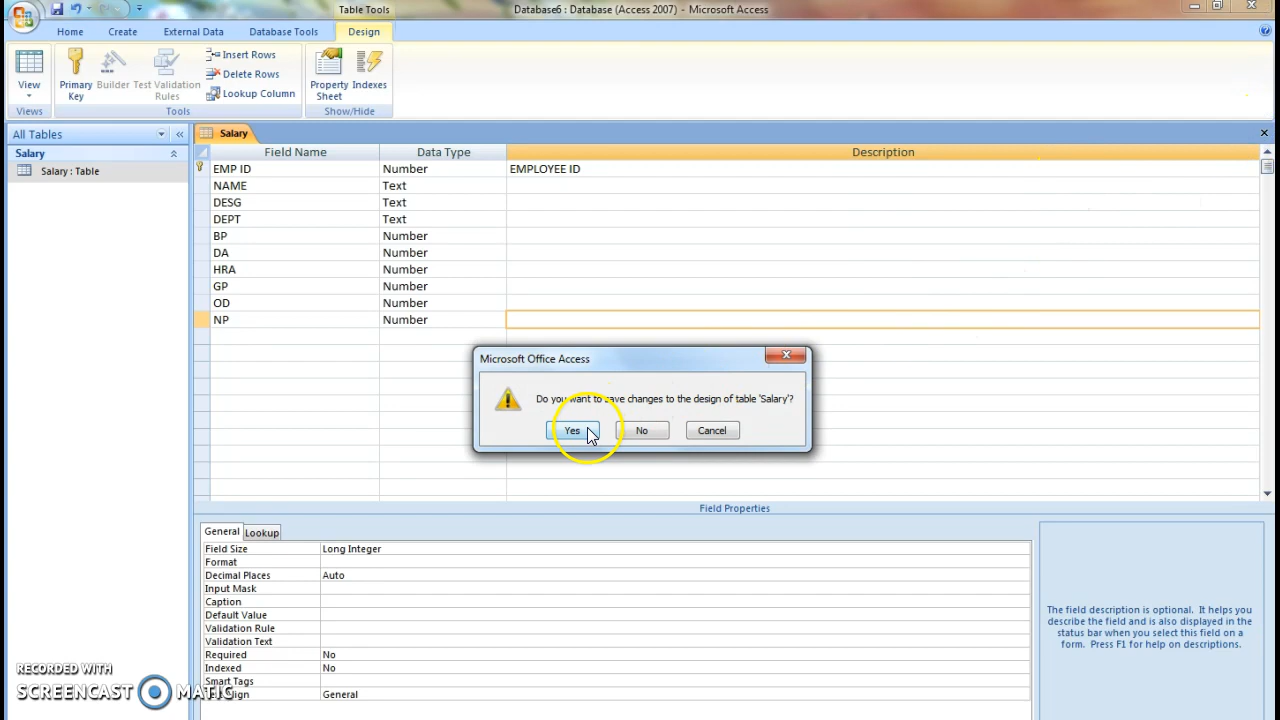 Table Tools
Database6 : Database (Access 2007) - Microsoft Access
Home Create External Data Database Tools Design
View
Primary Key
Builder
Test Validation Rules
Insert Rows
Delete Rows
Lookup Column
Property Sheet
Indexes
Views Tools Show/Hide
All Tables
Salary
Salary : Table
Salary
Field Name Data Type Description
EMP ID Number EMPLOYEE ID
NAME Text
DESG Text
DEPT Text
BP Number
DA Number
HRA Number
GP Number
OD Number
NP Number
Microsoft Office Access
Do you want to save changes to the design of table 'Salary'?
Yes No Cancel
Field Properties
General Lookup
Field Size Long Integer
Format
Decimal Places Auto
Input Mask
Caption
Default Value
Validation Rule
Validation Text
Required No
Indexed No
Smart Tags
General
The field description is optional. It helps you
describe the field and is also displayed in the
status bar when you select this field on a
form. Press F1 for help on descriptions.
RECORDED WITH
SCREENCAST MATIC